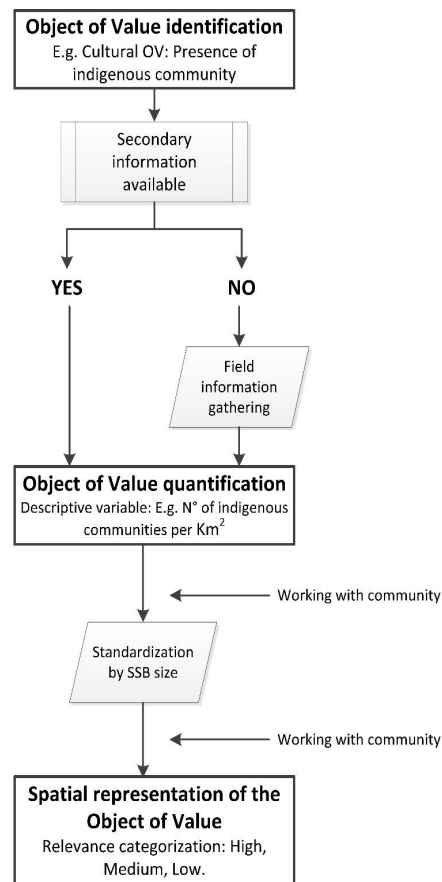 Object of Value identification
E.g. Cultural OV: Presence of
indigenous community
Secondary
information
available
YES
NO
Field
information
gathering
Object of Value quantification
Descriptive variable: E.g. N° of indigenous
communities per Km²
Working with community
Standardization
by SSB size
Working with community
Spatial representation of the
Object of Value
Relevance categorization: High,
Medium, Low.